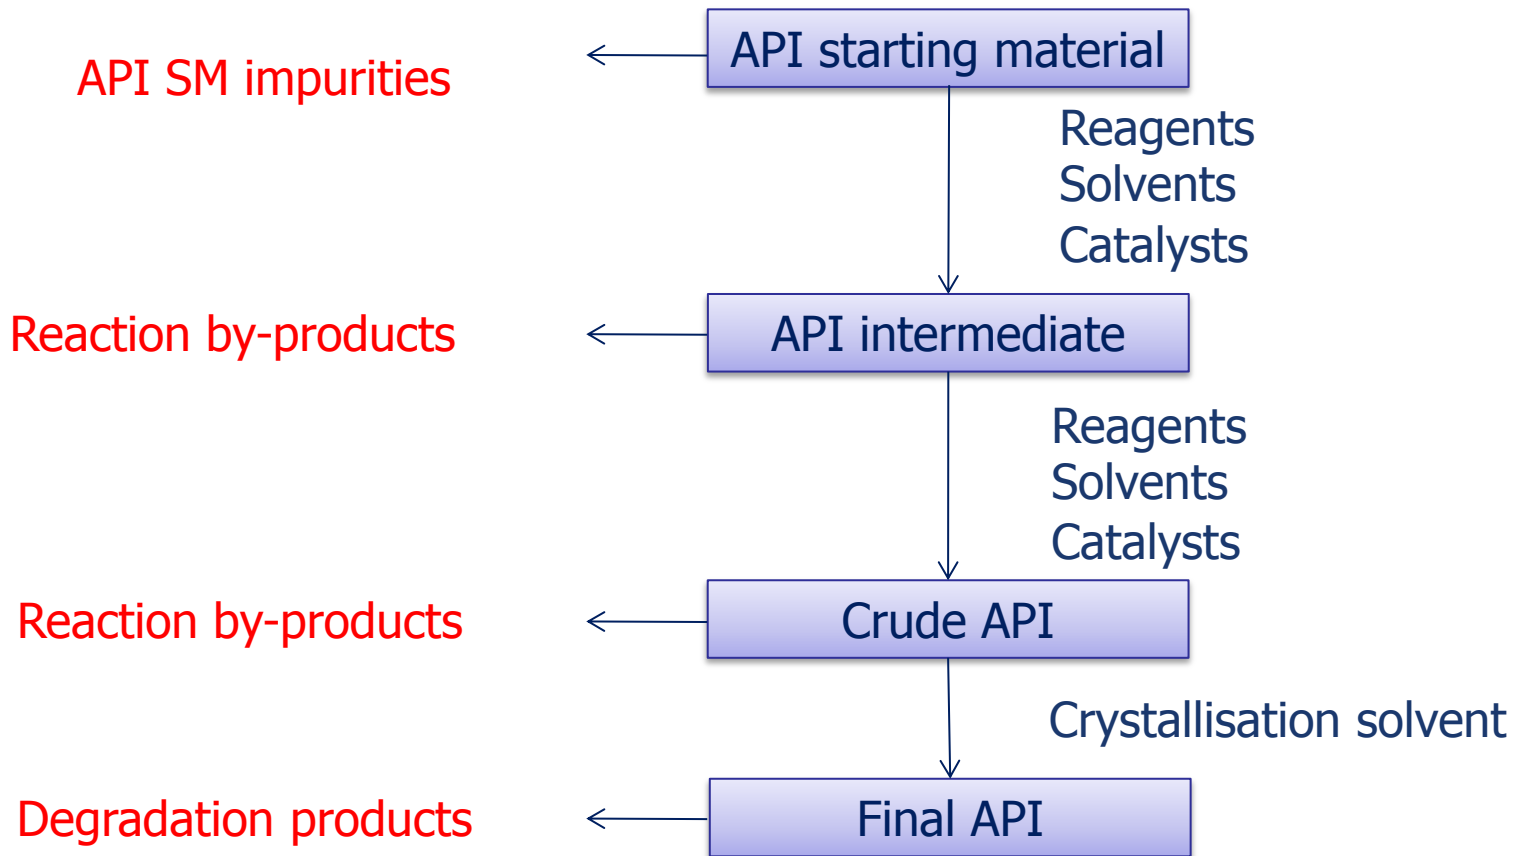 API starting material
API SM impurities
Reagents
Solvents
Catalysts
API intermediate
Reaction by-products
Reagents
Solvents
Catalysts
Crude API
Reaction by-products
Crystallisation solvent
Final API
Degradation products